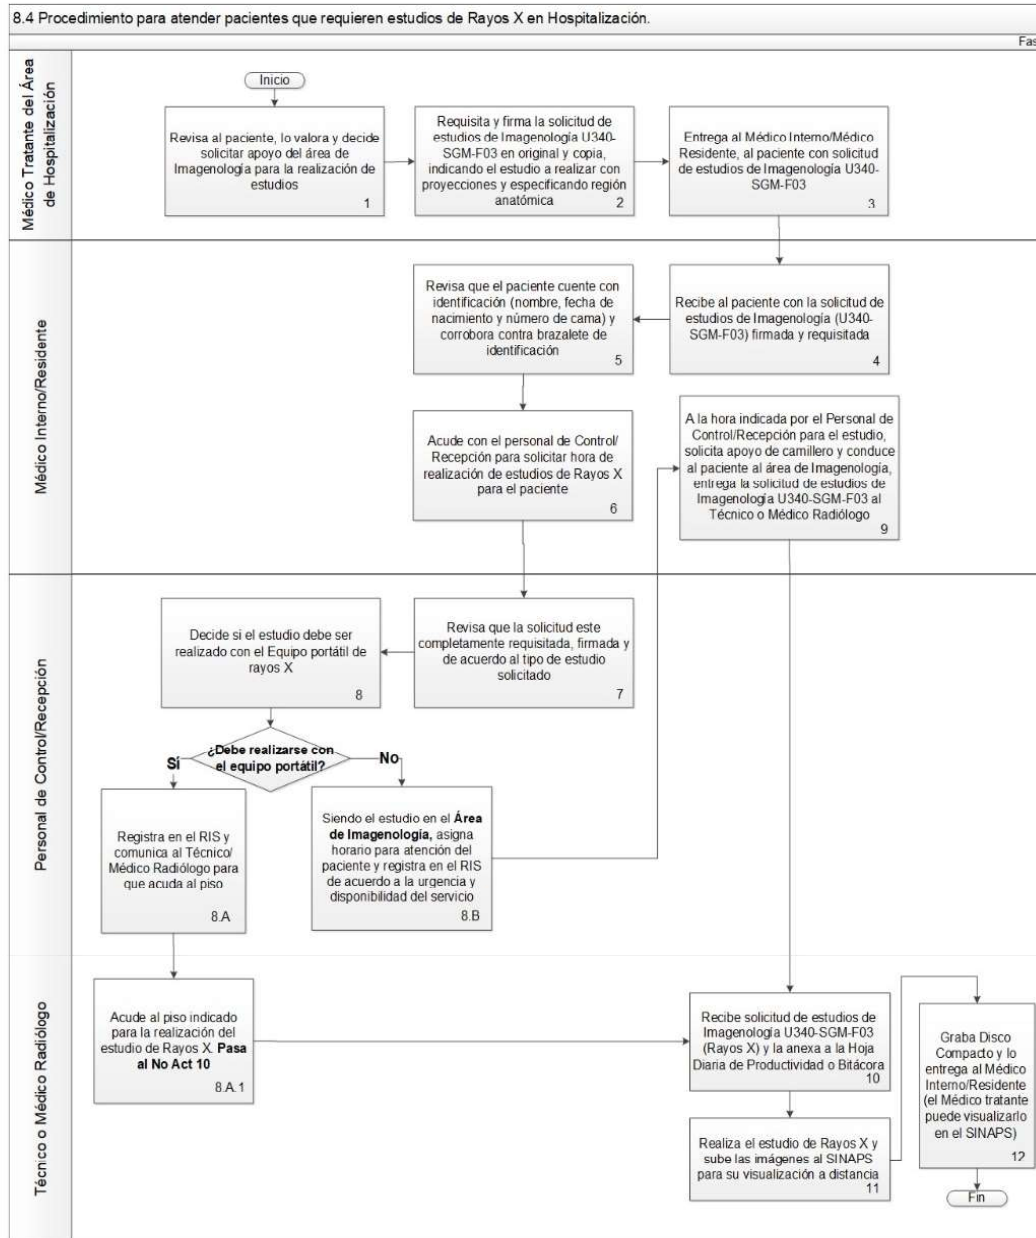 8.4 Procedimiento para atender pacientes que requieren estudios de Rayos X en Hospitalización.
Fas
Médico Tratante del Área
de Hospitalización
Inicio
Revisa al paciente, lo valora y decide
solicitar apoyo del área de
Imagenología para la realización de
estudios
1
Requisita y firma la solicitud de
estudios de Imagenología U340-
SGM-F03 en original y copia,
indicando el estudio a realizar con
proyecciones y especificando región
anatómica
2
Entrega al Médico Interno/Médico
Residente, al paciente con solicitud
de estudios de Imagenología U340-
SGM-F03
3
Médico Interno/Residente
Recibe al paciente con la solicitud de
estudios de Imagenología (U340-
SGM-F03) firmada y requisitada
4
Revisa que el paciente cuente con
identificación (nombre, fecha de
nacimiento y número de cama) y
corrobora contra brazalete de
identificación
5
Acude con el personal de Control/
Recepción para solicitar hora de
realización de estudios de Rayos X
para el paciente
6
A la hora indicada por el Personal de
Control/Recepción para el estudio,
solicita apoyo de camillero y conduce
al paciente al área de Imagenología,
entrega la solicitud de estudios de
Imagenología U340-SGM-F03 al
Técnico o Médico Radiólogo
9
Personal de Control/Recepción
Revisa que la solicitud este
completamente requisitada, firmada y
de acuerdo al tipo de estudio
solicitado
7
Decide si el estudio debe ser
realizado con el Equipo portátil de
rayos X
8
¿Debe realizarse con
el equipo portátil?
Sí
No
Registra en el RIS y
comunica al Técnico/
Médico Radiólogo para
que acuda al piso
8.A
Siendo el estudio en el Área
de Imagenología, asigna
horario para atención del
paciente y registra en el RIS
de acuerdo a la urgencia y
disponibilidad del servicio
8.B
Técnico o Médico Radiólogo
Acude al piso indicado
para la realización del
estudio de Rayos X. Pasa
al No Act 10
8.A.1
Recibe solicitud de estudios de
Imagenología U340-SGM-F03
(Rayos X) y la anexa a la Hoja
Diaria de Productividad o Bitácora
10
Realiza el estudio de Rayos X y
sube las imágenes al SINAPS
para su visualización a distancia
11
Graba Disco
Compacto y lo
entrega al Médico
Interno/Residente
(el Médico tratante
puede visualizarlo
en el SINAPS)
12
Fin